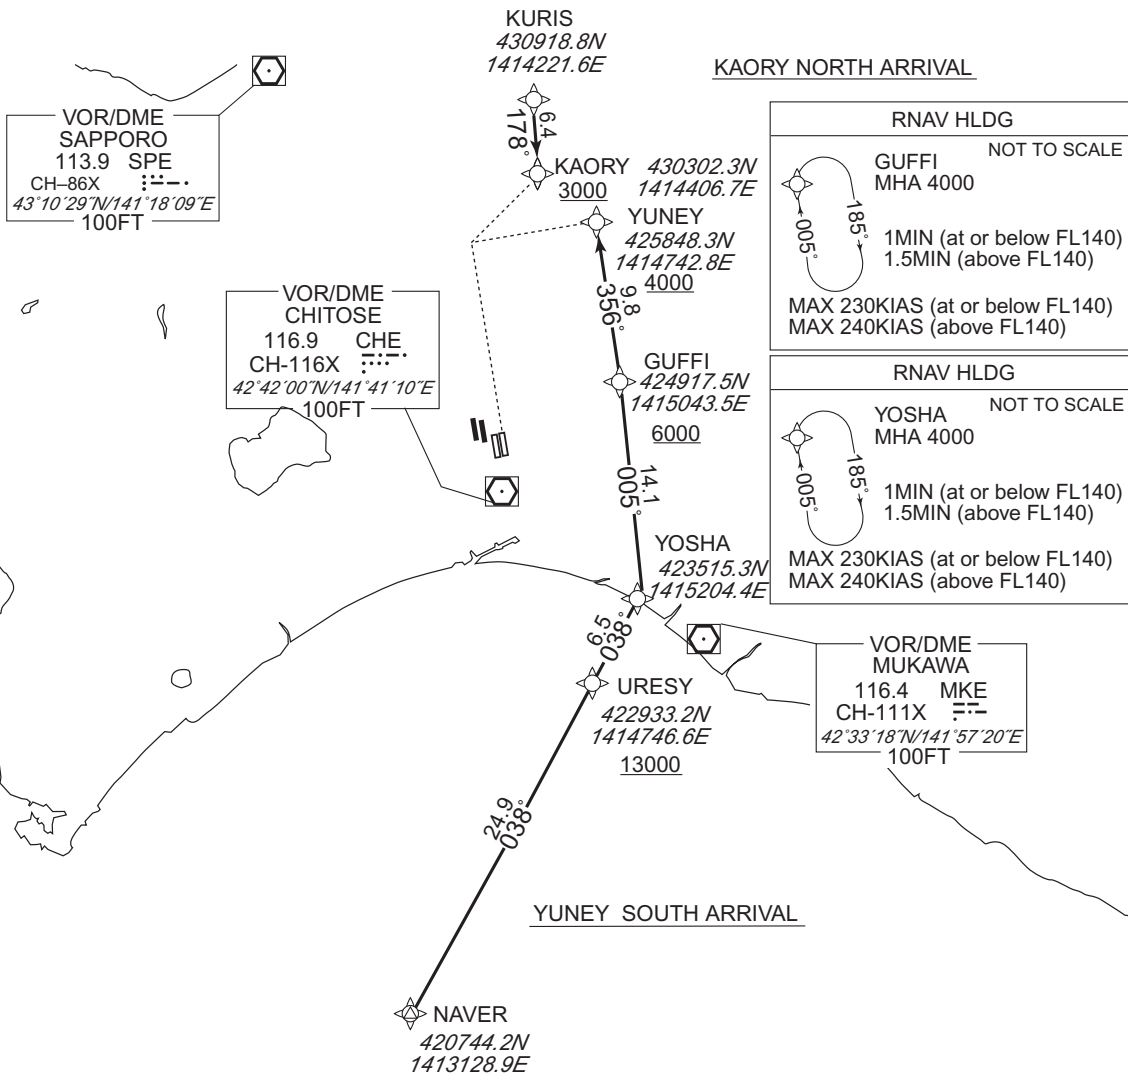 KURIS
430918.8N
1414221.6E
KAORY NORTH ARRIVAL
VOR/DME
SAPPORO
113.9 SPE
CH–86X
43°10´29˝N/141°18´09˝E
100FT
6.4
178°
KAORY
3000
430302.3N
1414406.7E
YUNEY
425848.3N
1414742.8E
4000
RNAV HLDG
NOT TO SCALE
GUFFI
MHA 4000
005°
185°
1MIN (at or below FL140)
1.5MIN (above FL140)
MAX 230KIAS (at or below FL140)
MAX 240KIAS (above FL140)
VOR/DME
CHITOSE
116.9 CHE
CH-116X
42°42´00˝N/141°41´10˝E
100FT
9.8
356°
GUFFI
424917.5N
1415043.5E
6000
RNAV HLDG
NOT TO SCALE
YOSHA
MHA 4000
005°
185°
1MIN (at or below FL140)
1.5MIN (above FL140)
MAX 230KIAS (at or below FL140)
MAX 240KIAS (above FL140)
14.1
005°
YOSHA
423515.3N
1415204.4E
6.5
038°
URESY
422933.2N
1414746.6E
13000
VOR/DME
MUKAWA
116.4 MKE
CH-111X
42°33´18˝N/141°57´20˝E
100FT
24.9
038°
YUNEY SOUTH ARRIVAL
NAVER
420744.2N
1413128.9E